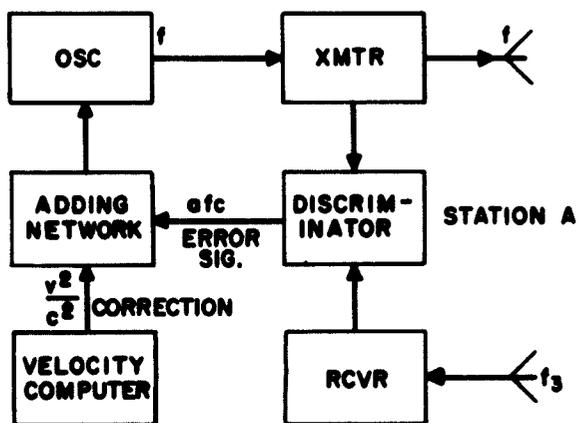 OSC
f
XMTR
f
ADDING
NETWORK
afc
ERROR
SIG.
DISCRIM-
INATOR
STATION A
v²
c²
CORRECTION
VELOCITY
COMPUTER
RCVR
f₃